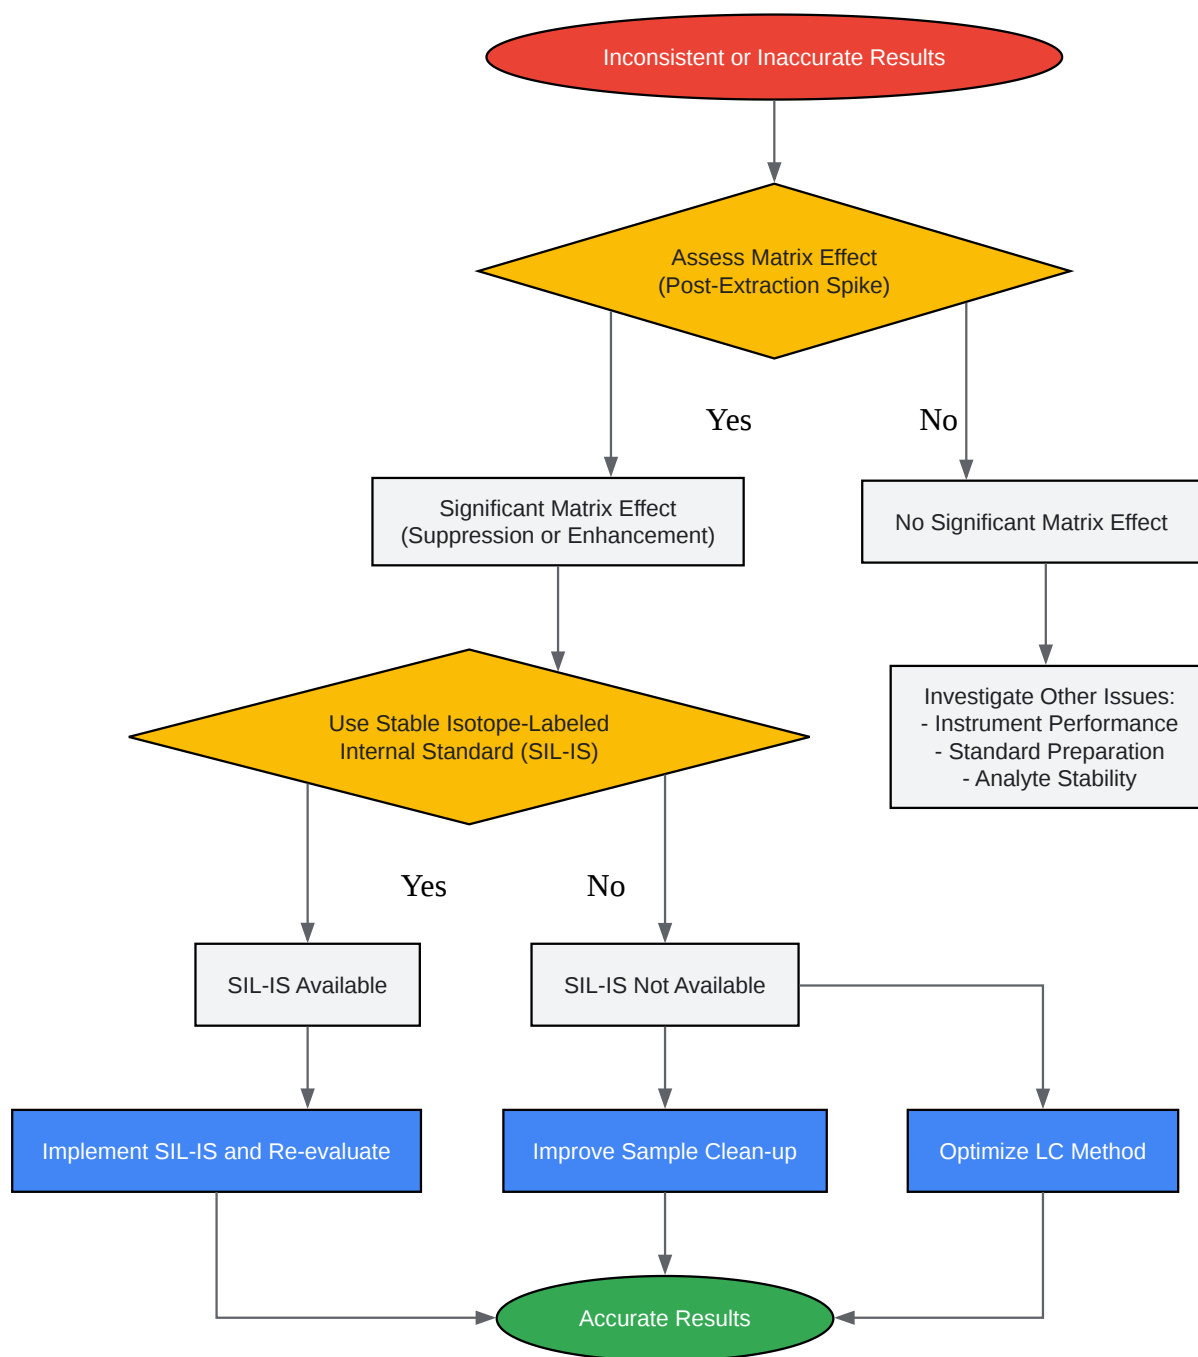 Inconsistent or Inaccurate Results
Assess Matrix Effect
(Post-Extraction Spike)
Yes
No
Significant Matrix Effect
(Suppression or Enhancement)
No Significant Matrix Effect
Investigate Other Issues:
- Instrument Performance
- Standard Preparation
- Analyte Stability
Use Stable Isotope-Labeled
Internal Standard (SIL-IS)
Yes
No
SIL-IS Available
SIL-IS Not Available
Implement SIL-IS and Re-evaluate
Improve Sample Clean-up
Optimize LC Method
Accurate Results